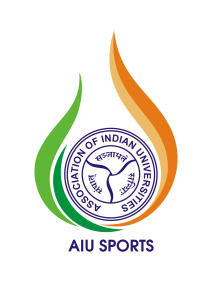 ASSOCIATION OF INDIAN UNIVERSITIES
AIU SPORTS